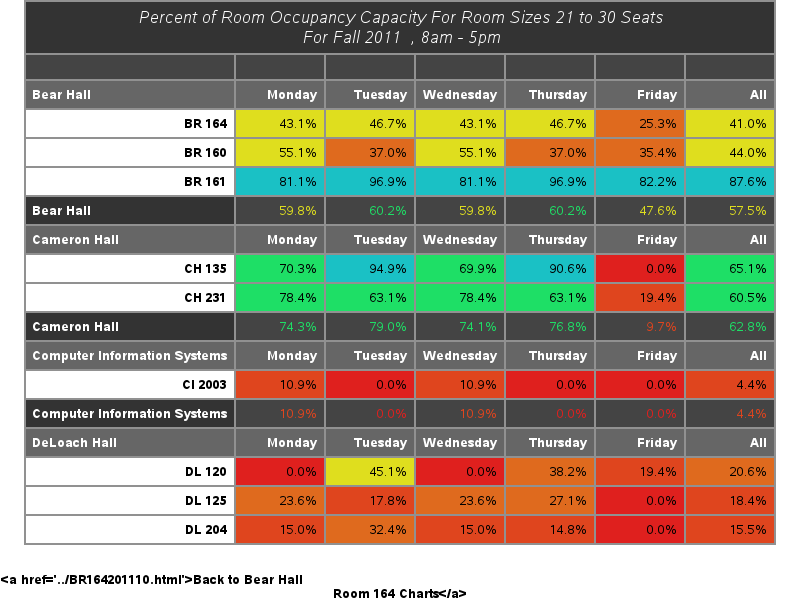 Percent of Room Occupancy Capacity For Room Sizes 21 to 30 Seats
For Fall 2011 , 8am - 5pm
Bear Hall Monday Tuesday Wednesday Thursday Friday All
BR 164 43.1% 46.7% 43.1% 46.7% 25.3% 41.0%
BR 160 55.1% 37.0% 55.1% 37.0% 35.4% 44.0%
BR 161 81.1% 96.9% 81.1% 96.9% 82.2% 87.6%
Bear Hall 59.8% 60.2% 59.8% 60.2% 47.6% 57.5%
Cameron Hall Monday Tuesday Wednesday Thursday Friday All
CH 135 70.3% 94.9% 69.9% 90.6% 0.0% 65.1%
CH 231 78.4% 63.1% 78.4% 63.1% 19.4% 60.5%
Cameron Hall 74.3% 79.0% 74.1% 76.8% 9.7% 62.8%
Computer Information Systems Monday Tuesday Wednesday Thursday Friday All
CI 2003 10.9% 0.0% 10.9% 0.0% 0.0% 4.4%
Computer Information Systems 10.9% 0.0% 10.9% 0.0% 0.0% 4.4%
DeLoach Hall Monday Tuesday Wednesday Thursday Friday All
DL 120 0.0% 45.1% 0.0% 38.2% 19.4% 20.6%
DL 125 23.6% 17.8% 23.6% 27.1% 0.0% 18.4%
DL 204 15.0% 32.4% 15.0% 14.8% 0.0% 15.5%
<a href='../BR164201110.html'>Back to Bear Hall
Room 164 Charts</a>